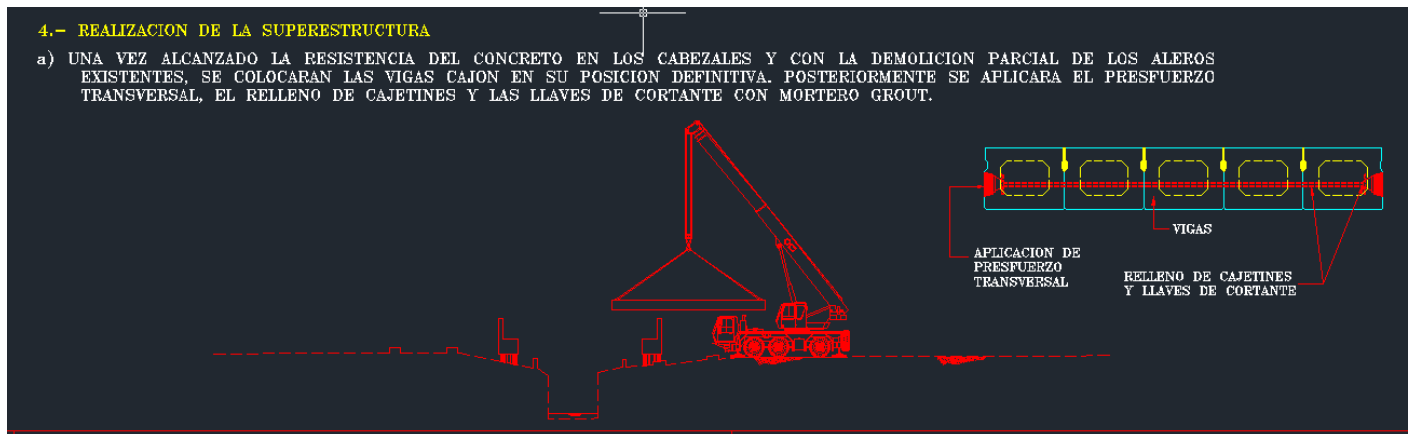 4.- REALIZACION DE LA SUPERESTRUCTURA
a) UNA VEZ ALCANZADO LA RESISTENCIA DEL CONCRETO EN LOS CABEZALES Y CON LA DEMOLICION PARCIAL DE LOS ALEROS
EXISTENTES, SE COLOCARAN LAS VIGAS CAJON EN SU POSICION DEFINITIVA. POSTERIORMENTE SE APLICARA EL PRESFUERZO
TRANSVERSAL, EL RELLENO DE CAJETINES Y LAS LLAVES DE CORTANTE CON MORTERO GROUT.
VIGAS
APLICACION DE
PRESFUERZO
TRANSVERSAL
RELLENO DE CAJETINES
Y LLAVES DE CORTANTE